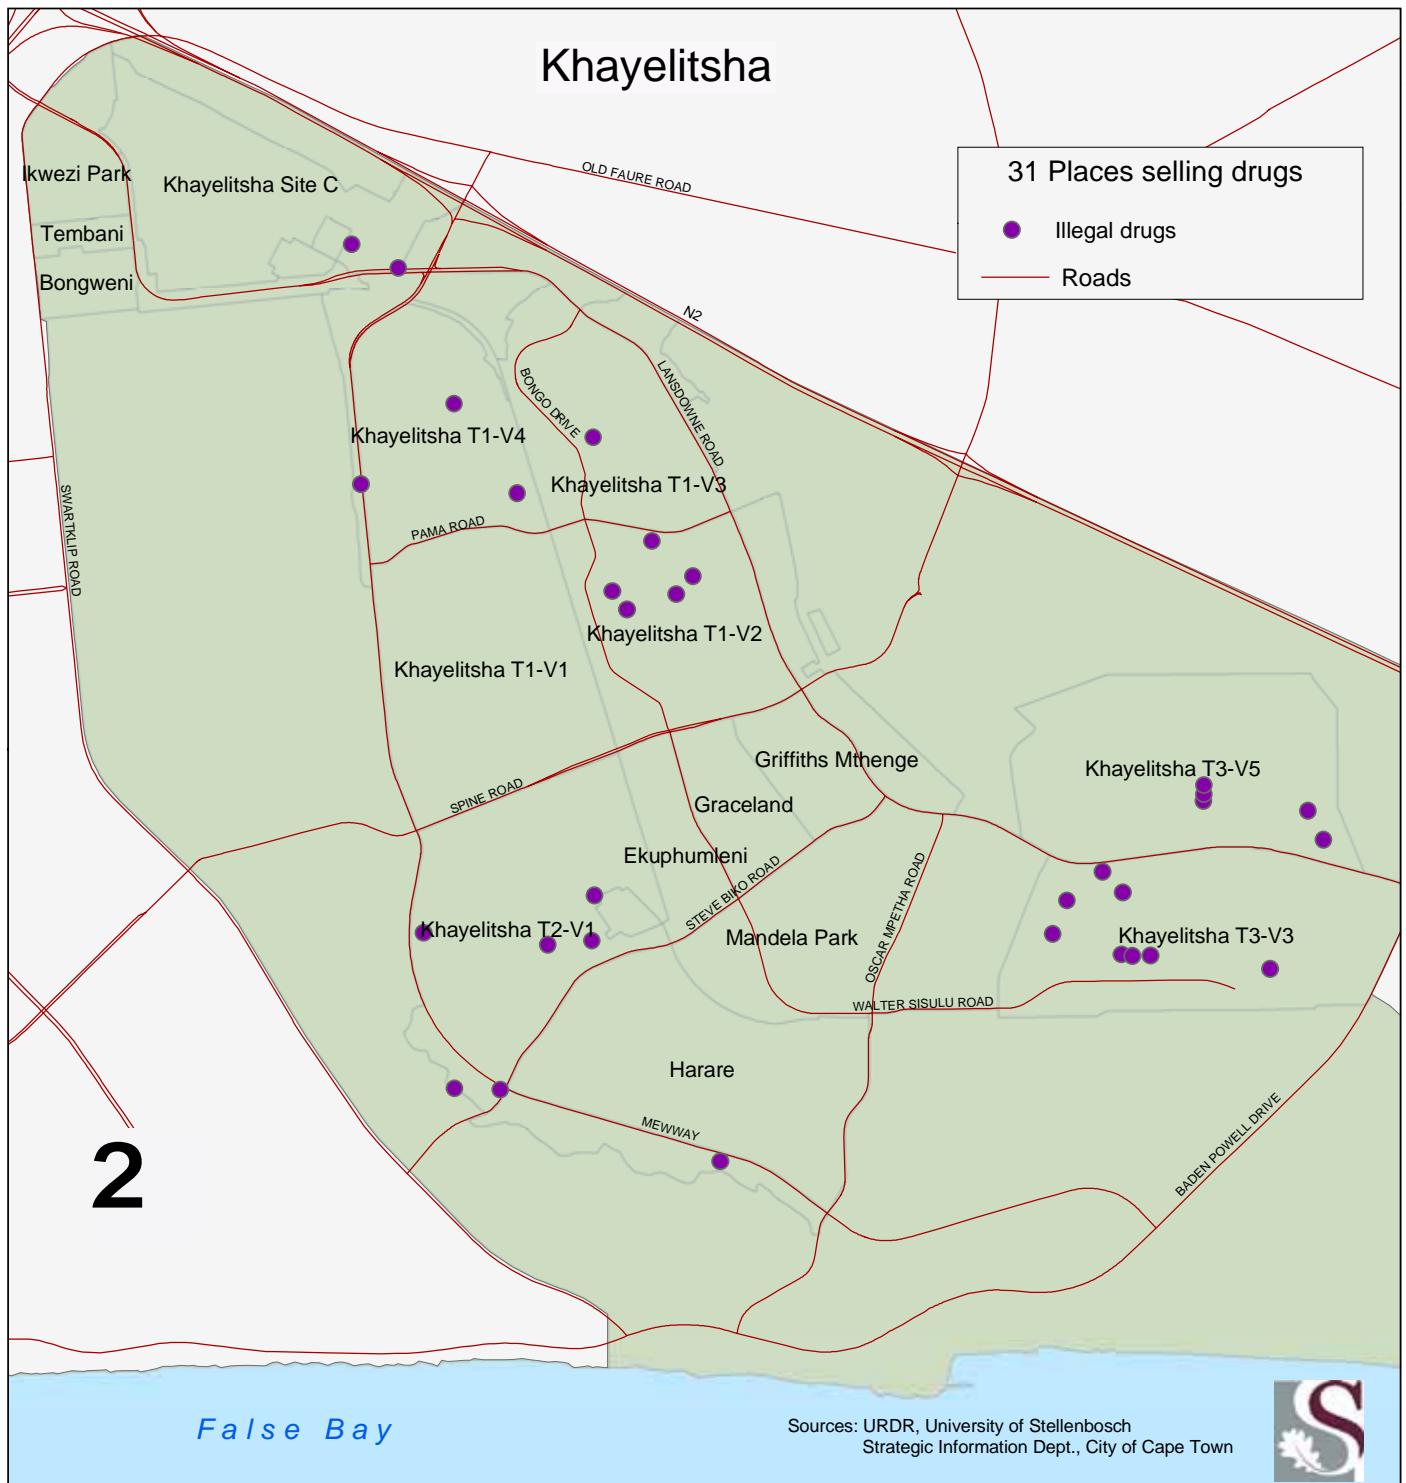 Khayelitsha
31 Places selling drugs
Illegal drugs
Roads
OLD FAURE ROAD
Ikwezi Park
Khayelitsha Site C
Tembani
Bongweni
N2
LANSDOWNE ROAD
BONGO DRIVE
Khayelitsha T1-V4
Khayelitsha T1-V3
SWARTKLIP ROAD
PAMA ROAD
Khayelitsha T1-V2
Khayelitsha T1-V1
Griffiths Mthenge
Khayelitsha T3-V5
SPINE ROAD
Graceland
Ekuphumleni
STEVE BIKO ROAD
OSCAR MPETHA ROAD
Khayelitsha T2-V1
Mandela Park
Khayelitsha T3-V3
WALTER SISULU ROAD
Harare
MEWWAY
BADEN POWELL DRIVE
2
False Bay
Sources: URDR, University of Stellenbosch
Strategic Information Dept., City of Cape Town
S